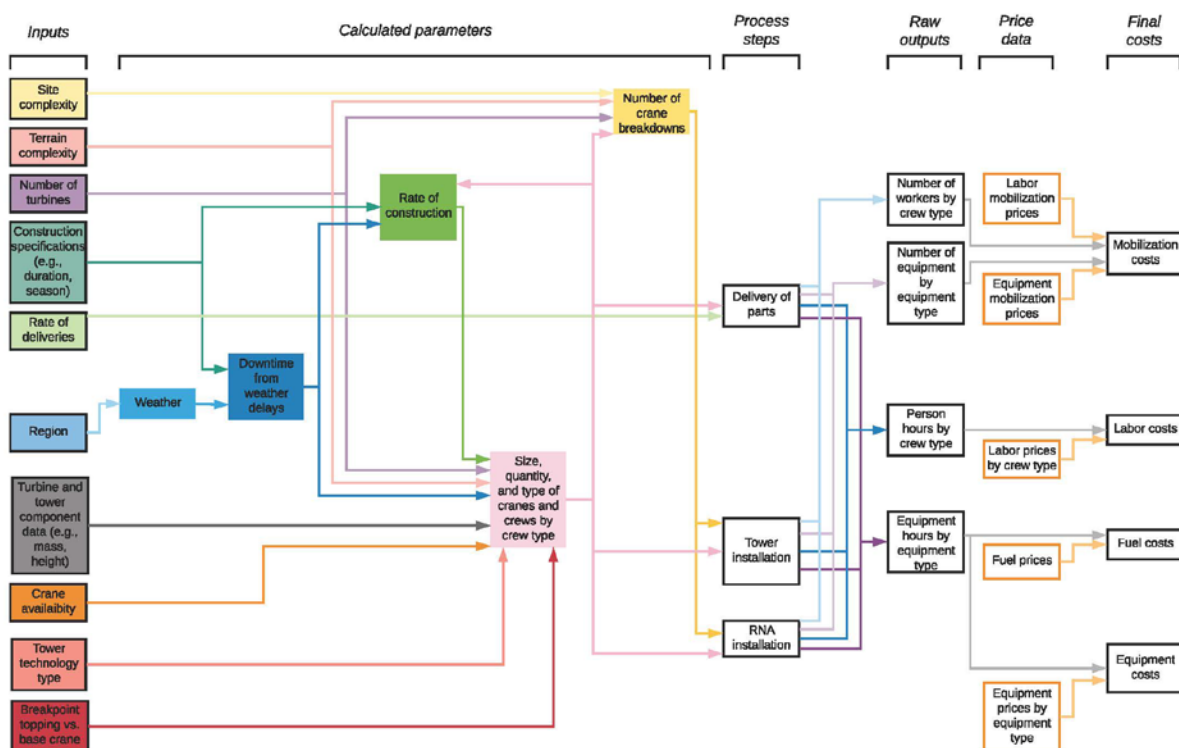 Inputs
Calculated parameters
Process
steps
Raw
outputs
Price
data
Final
costs
Site
complexity
Terrain
complexity
Number of
turbines
Construction
specifications
(e.g., duration,
season)
Rate of
deliveries
Region
Turbine and
tower
component
data (e.g.,
mass,
height)
Crane availaibity
Tower
technology
type
Breakpoint
topping vs.
base crane
Weather
Downtime
from
weather
delays
Rate of
construction
Size,
quantity,
and type of
cranes and
crews by
crew type
Number of
crane
breakdowns
Delivery of
parts
Tower
installation
RNA
installation
Number of
workers by
crew type
Number of
equipment
by
equipment
type
Person
hours by
crew type
Equipment
hours by
equipment
type
Labor
mobilization
prices
Equipment
mobilization
prices
Labor prices
by crew type
Fuel prices
Equipment
prices by
equipment
type
Mobilization
costs
Labor costs
Fuel costs
Equipment
costs